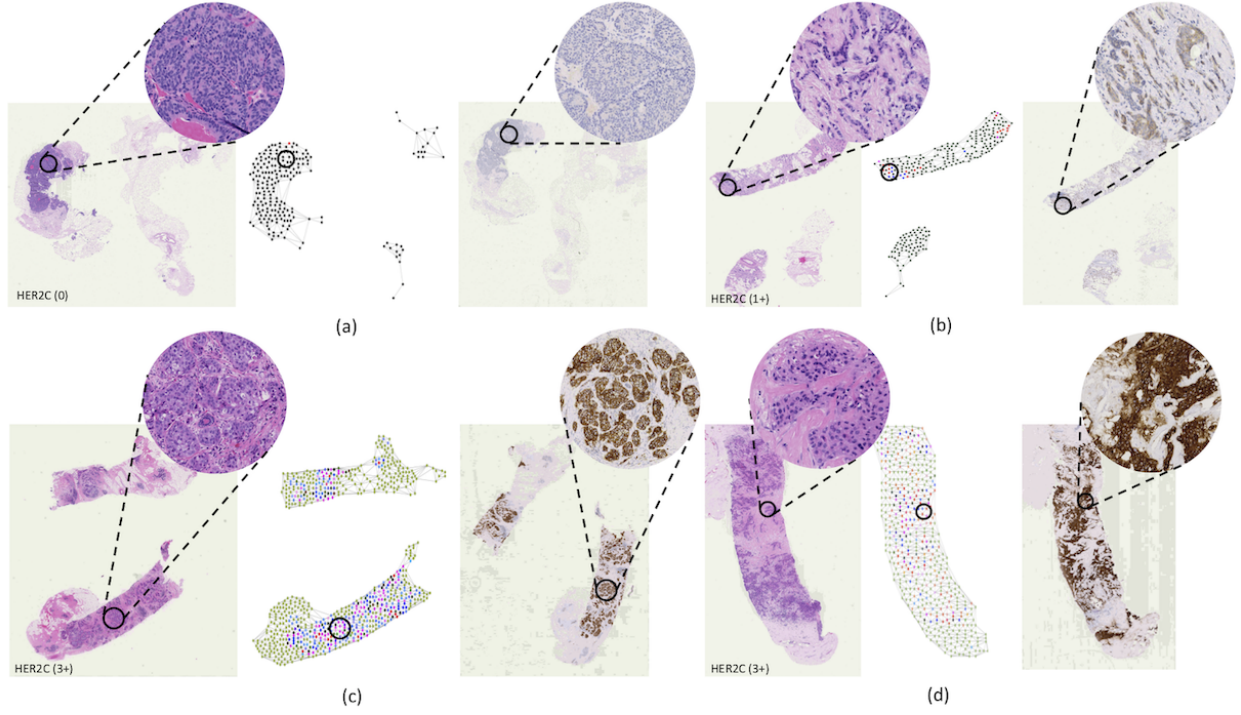 HER2C (0)
HER2C (1+)
(a)
(b)
HER2C (3+)
HER2C (3+)
(c)
(d)